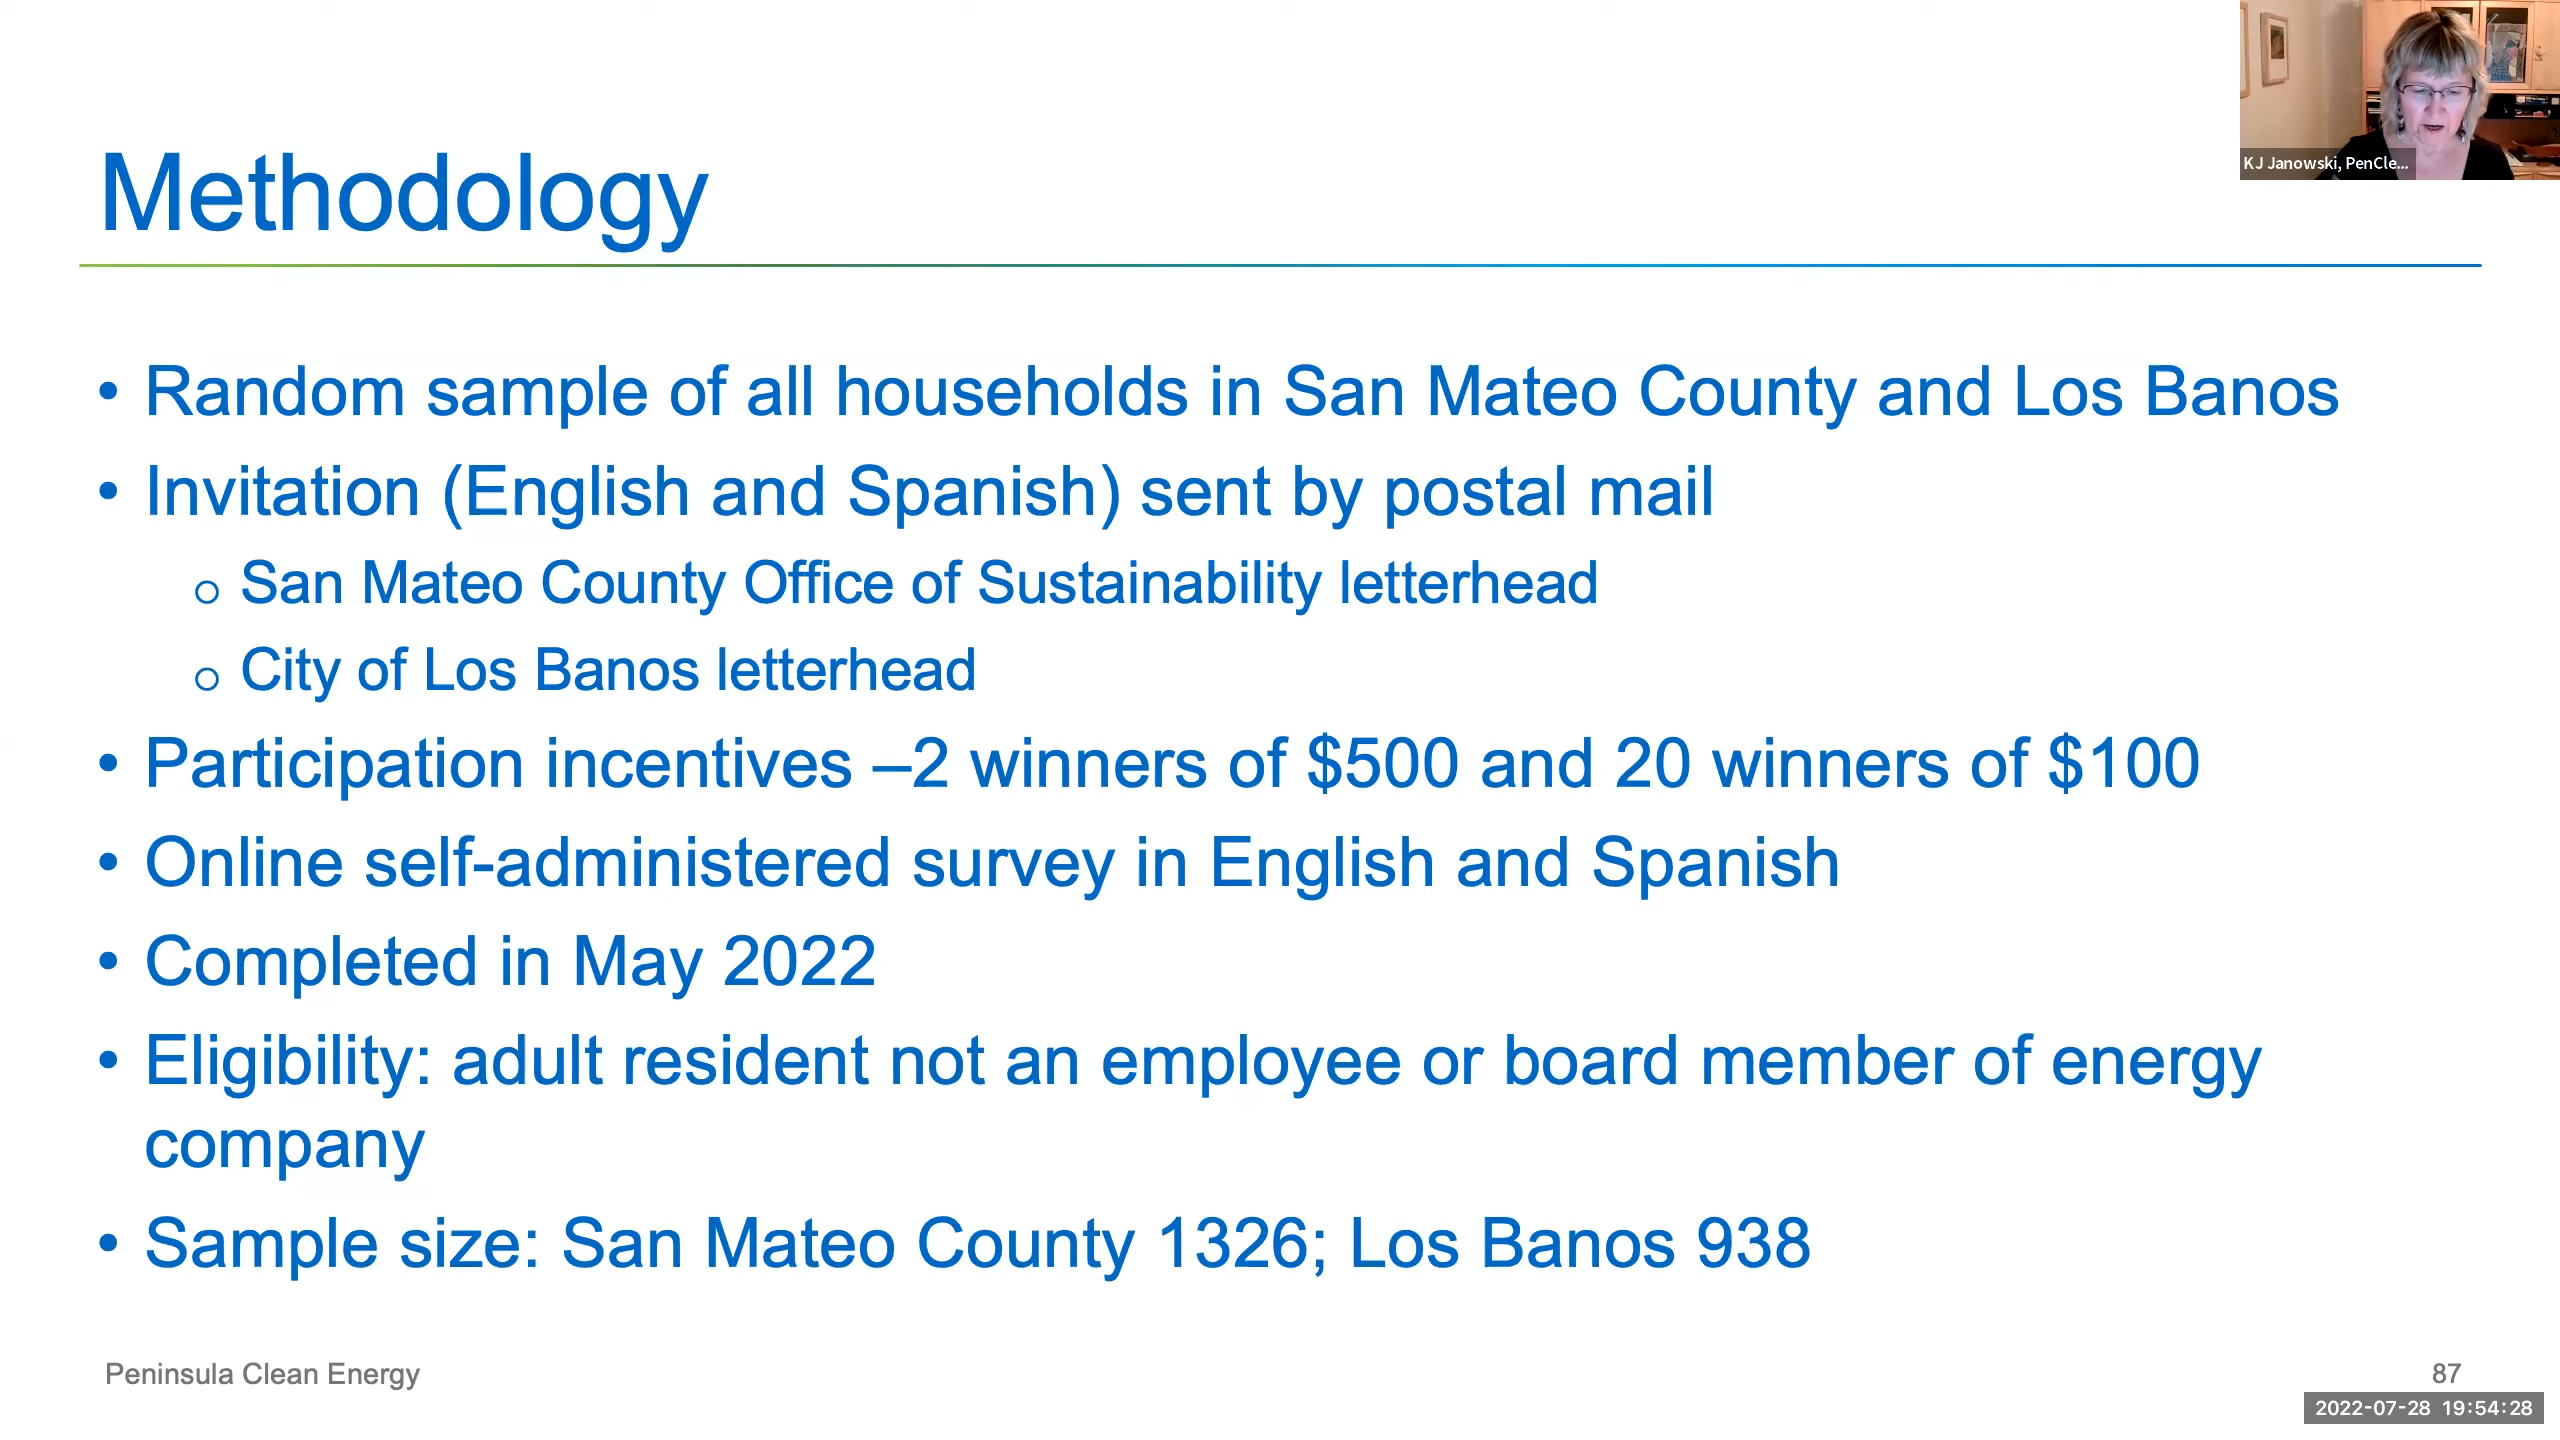 KJ Janowski, PenCle...
Methodology
• Random sample of all households in San Mateo County and Los Banos
• Invitation (English and Spanish) sent by postal mail
o San Mateo County Office of Sustainability letterhead
o City of Los Banos letterhead
• Participation incentives –2 winners of $500 and 20 winners of $100
• Online self-administered survey in English and Spanish
• Completed in May 2022
• Eligibility: adult resident not an employee or board member of energy
company
• Sample size: San Mateo County 1326; Los Banos 938
Peninsula Clean Energy
87
2022-07-28 19:54:28